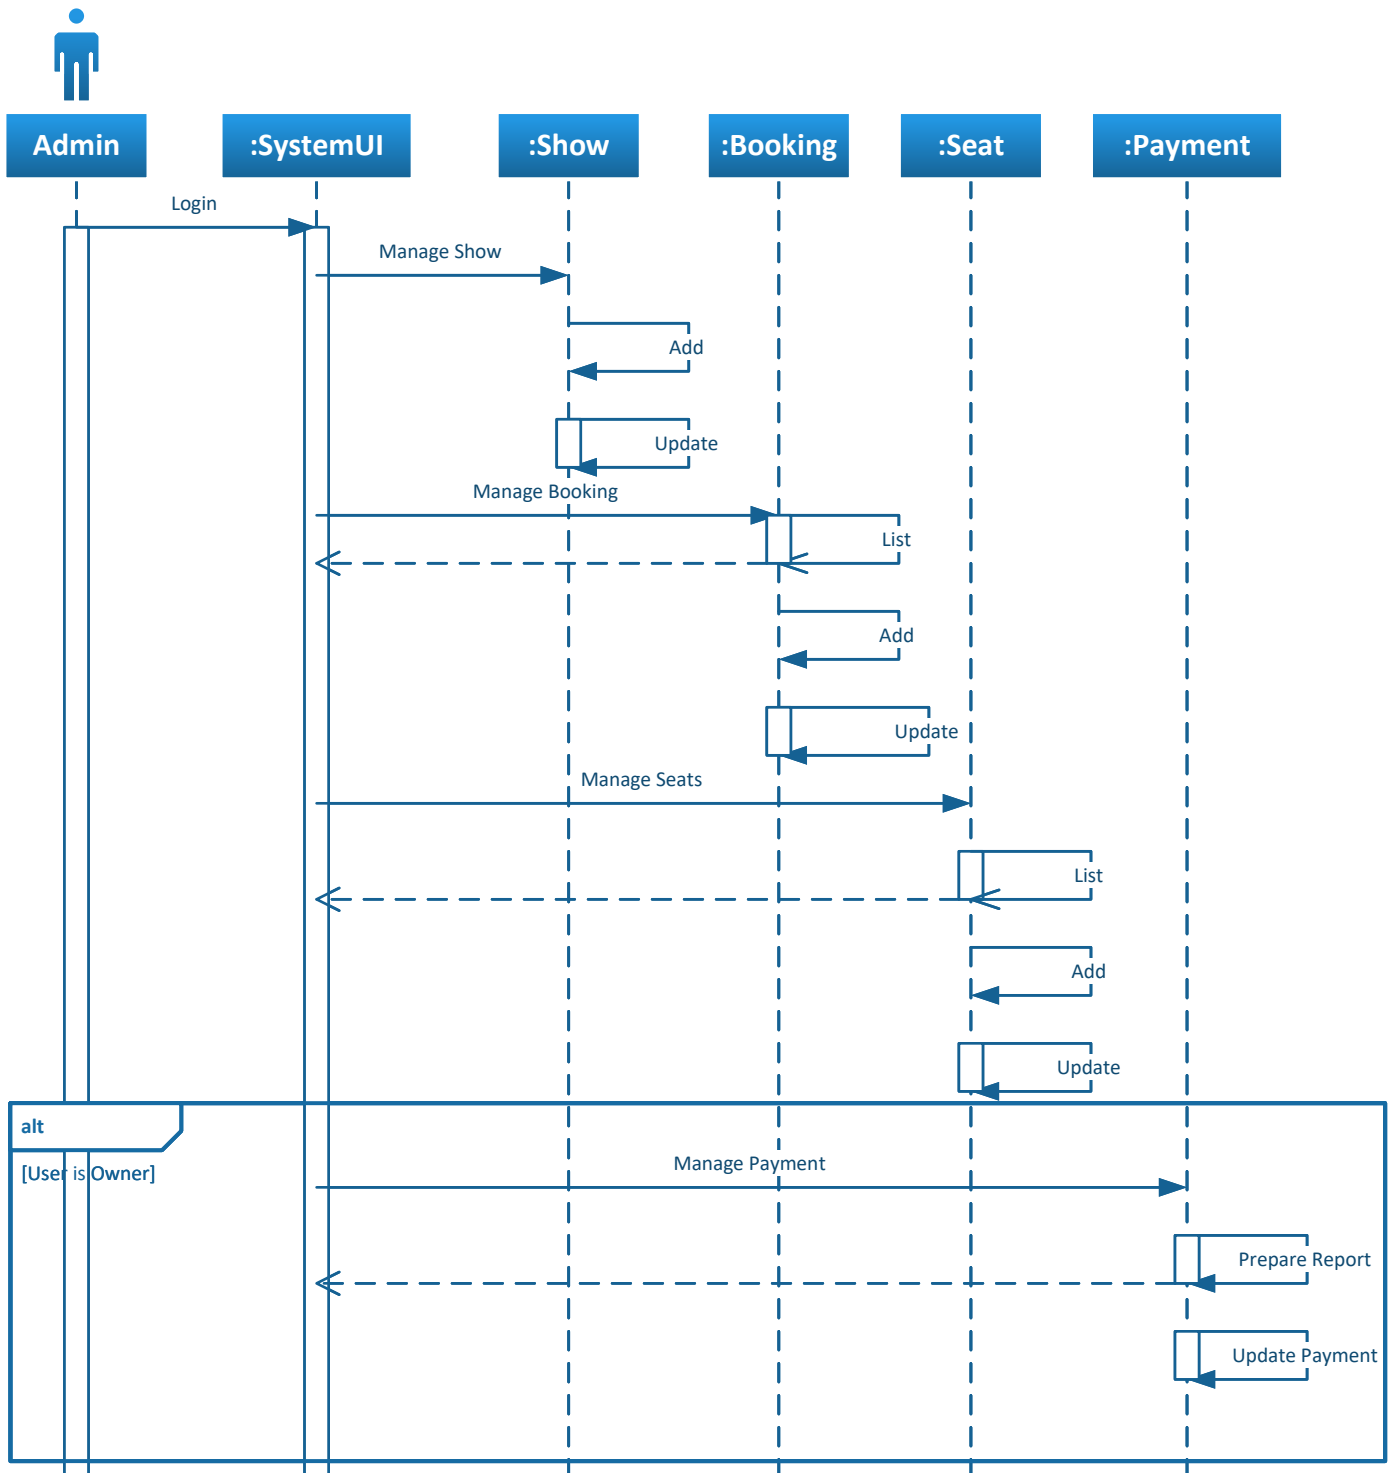 Admin
:SystemUI
:Show
:Booking
:Seat
:Payment
Login
Manage Show
Add
Update
Manage Booking
List
Add
Update
Manage Seats
List
Add
Update
alt
[User is Owner]
Manage Payment
Prepare Report
Update Payment